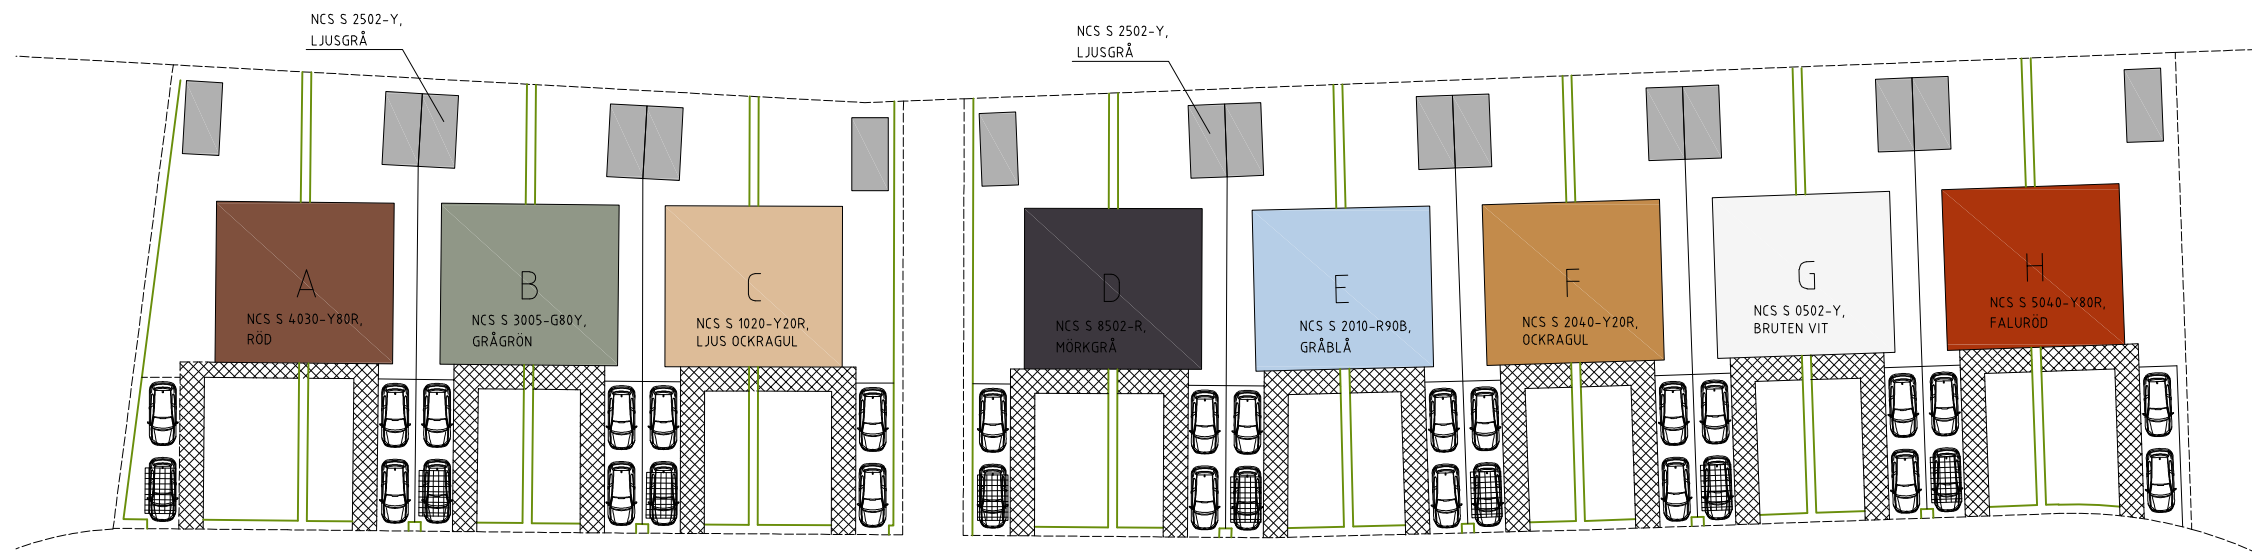 NCS S 2502-Y,
LJUSGRÅ
NCS S 2502-Y,
LJUSGRÅ
A
NCS S 4030-Y80R,
RÖD
B
NCS S 3005-G80Y,
GRÅGRÖN
C
NCS S 1020-Y20R,
LJUS OCKRAGUL
D
NCS S 8502-R,
MÖRKGRÅ
E
NCS S 2010-R90B,
GRÅBLÅ
F
NCS S 2040-Y20R,
OCKRAGUL
G
NCS S 0502-Y,
BRUTEN VIT
H
NCS S 5040-Y80R,
FALURÖD